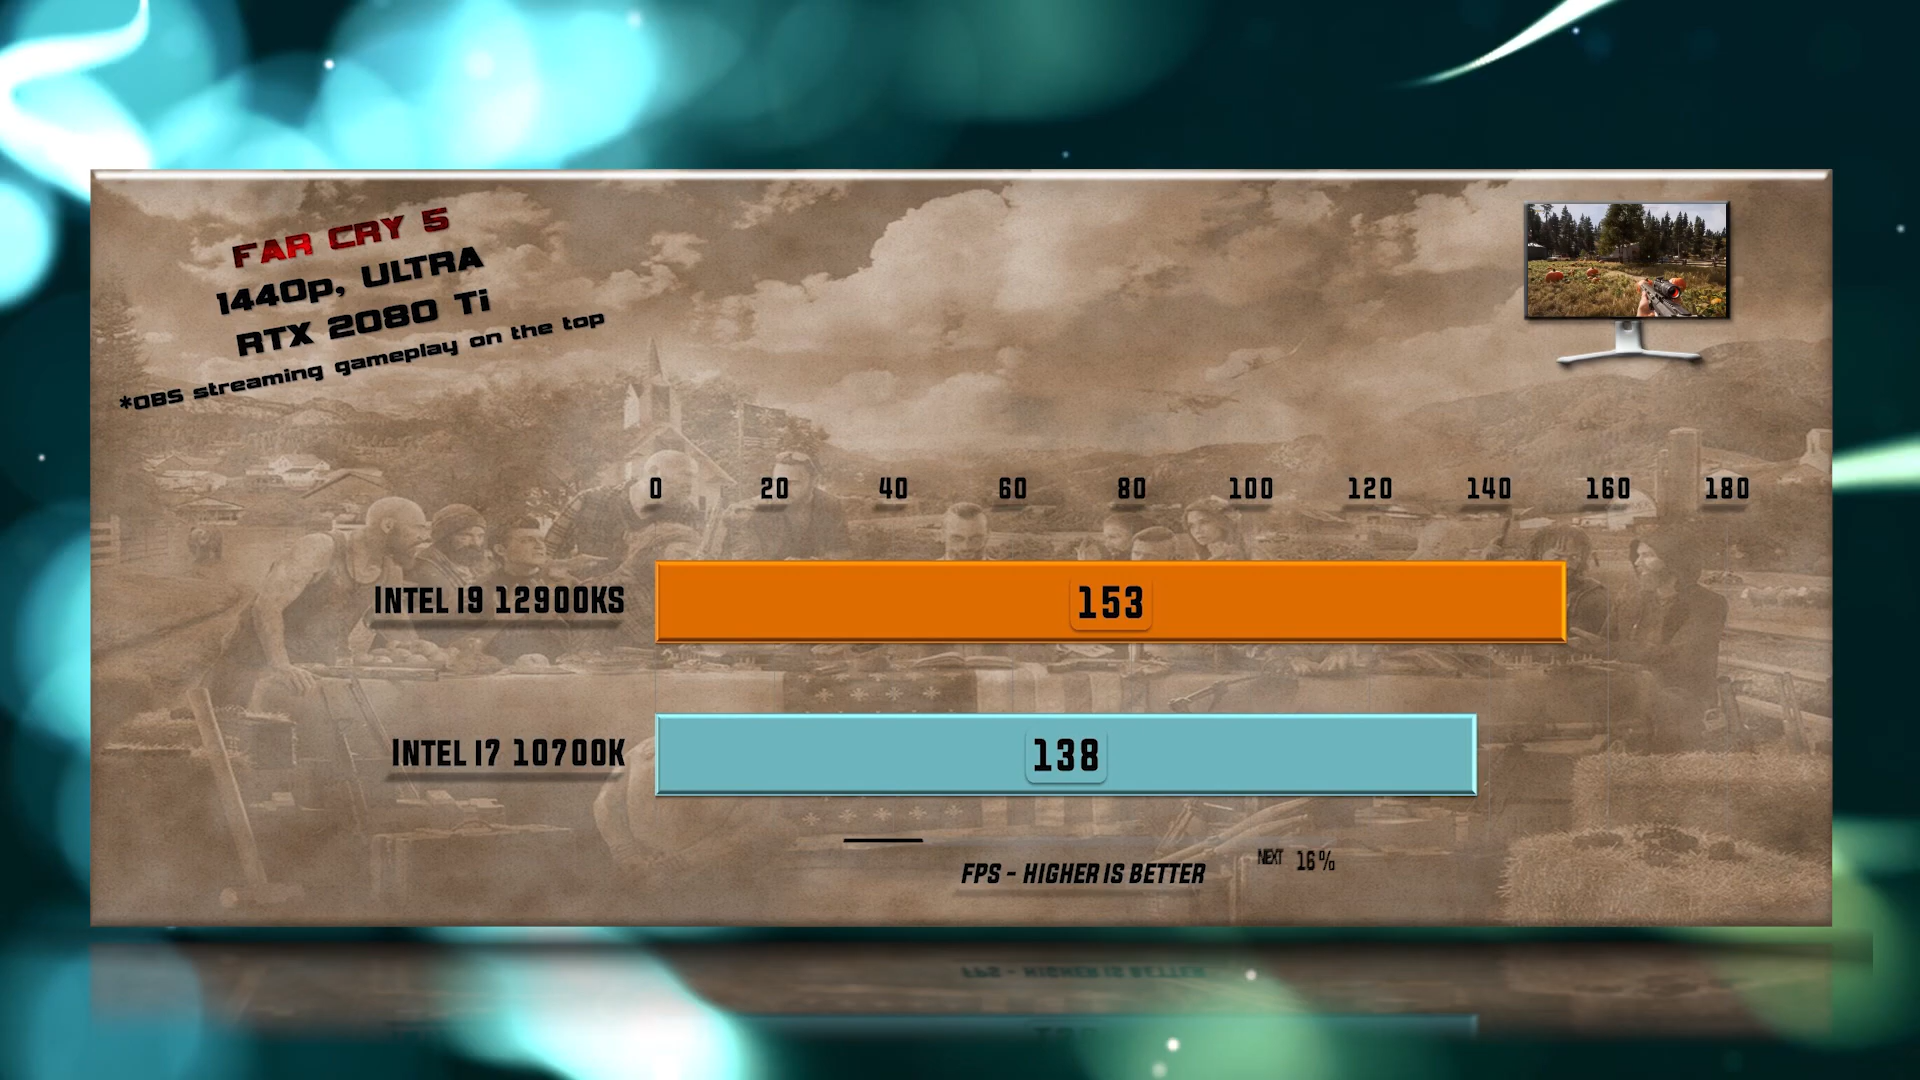 FAR CRY 5
1440p, ULTRA
RTX 2080 Ti
*OBS streaming gameplay on the top
0 20 40 60 80 100 120 140 160 180
INTEL I9 12900KS 153
INTEL I7 10700K 138
FPS - HIGHER IS BETTER
NEXT 16%